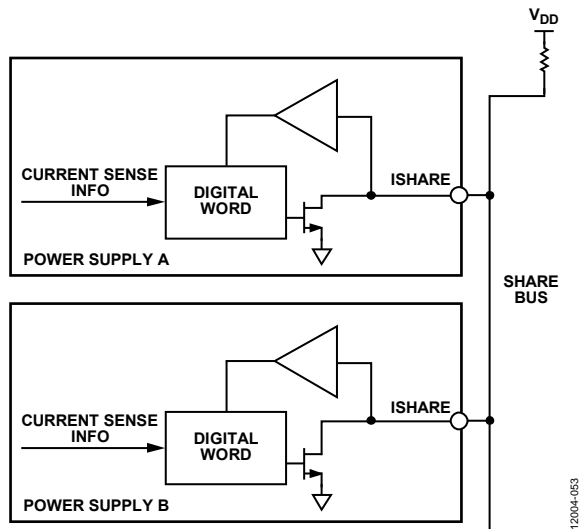 VDD
CURRENT SENSE
INFO
DIGITAL
WORD
ISHARE
POWER SUPPLY A
SHARE
BUS
CURRENT SENSE
INFO
DIGITAL
WORD
ISHARE
POWER SUPPLY B
12004-053